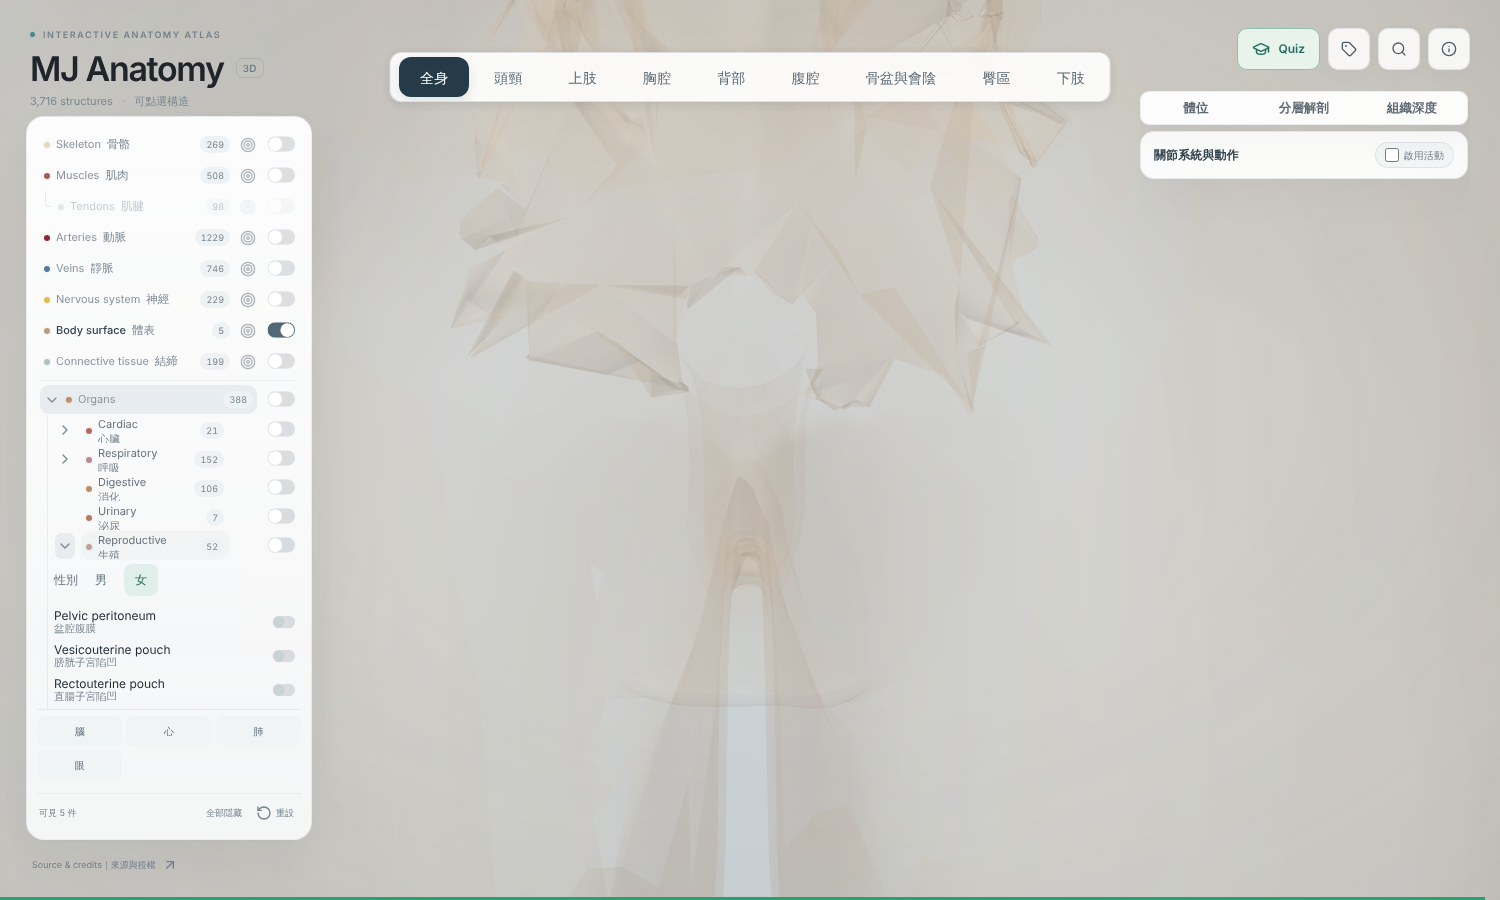 INTERACTIVE ANATOMY ATLAS
MJ Anatomy 3D
3,716 structures · 可點選構造
全身 頭頸 上肢 胸腔 背部 腹腔 骨盆與會陰 臀區 下肢
Quiz
體位 分層解剖 組織深度
關節系統與動作 啟用活動
Skeleton 骨骼 269
Muscles 肌肉 508
Tendons 肌腱 98
Arteries 動脈 1229
Veins 靜脈 746
Nervous system 神經 229
Body surface 體表 5
Connective tissue 結締 199
Organs 388
Cardiac 21
心臟
Respiratory 152
呼吸
Digestive 106
消化
Urinary 7
泌尿
Reproductive 52
生殖
性別 男 女
Pelvic peritoneum
盆腔腹膜
Vesicouterine pouch
膀胱子宮陷凹
Rectouterine pouch
直腸子宮陷凹
腦 心 肺
眼
可見 5 件 全部隱藏 重設
Source & credits | 來源與授權